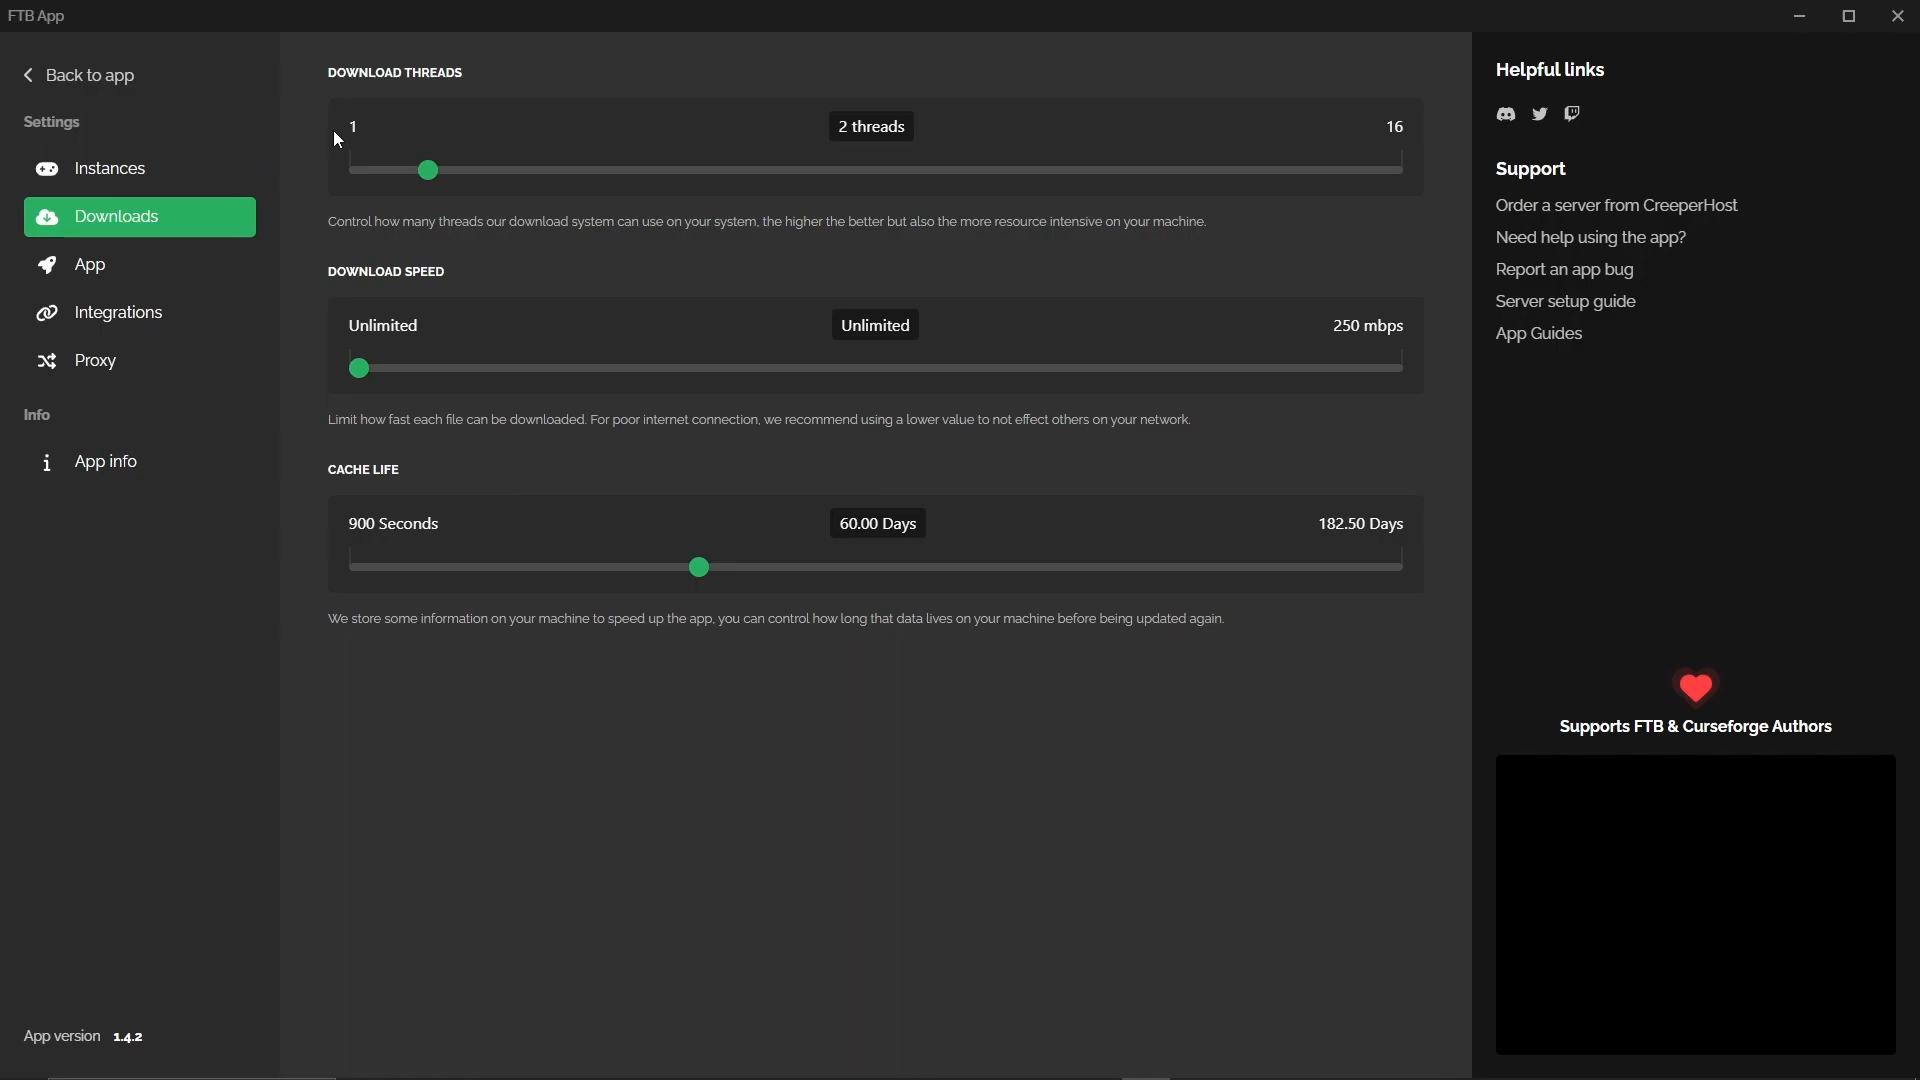 FTB App
Back to app
Settings
Instances
Downloads
App
Integrations
Proxy
Info
App info
App version 1.4.2
DOWNLOAD THREADS
1 2 threads 16
Control how many threads our download system can use on your system, the higher the better but also the more resource intensive on your machine.
DOWNLOAD SPEED
Unlimited Unlimited 250 mbps
Limit how fast each file can be downloaded. For poor internet connection, we recommend using a lower value to not effect others on your network.
CACHE LIFE
900 Seconds 60.00 Days 182.50 Days
We store some information on your machine to speed up the app, you can control how long that data lives on your machine before being updated again.
Helpful links
Support
Order a server from CreeperHost
Need help using the app?
Report an app bug
Server setup guide
App Guides
Supports FTB & Curseforge Authors